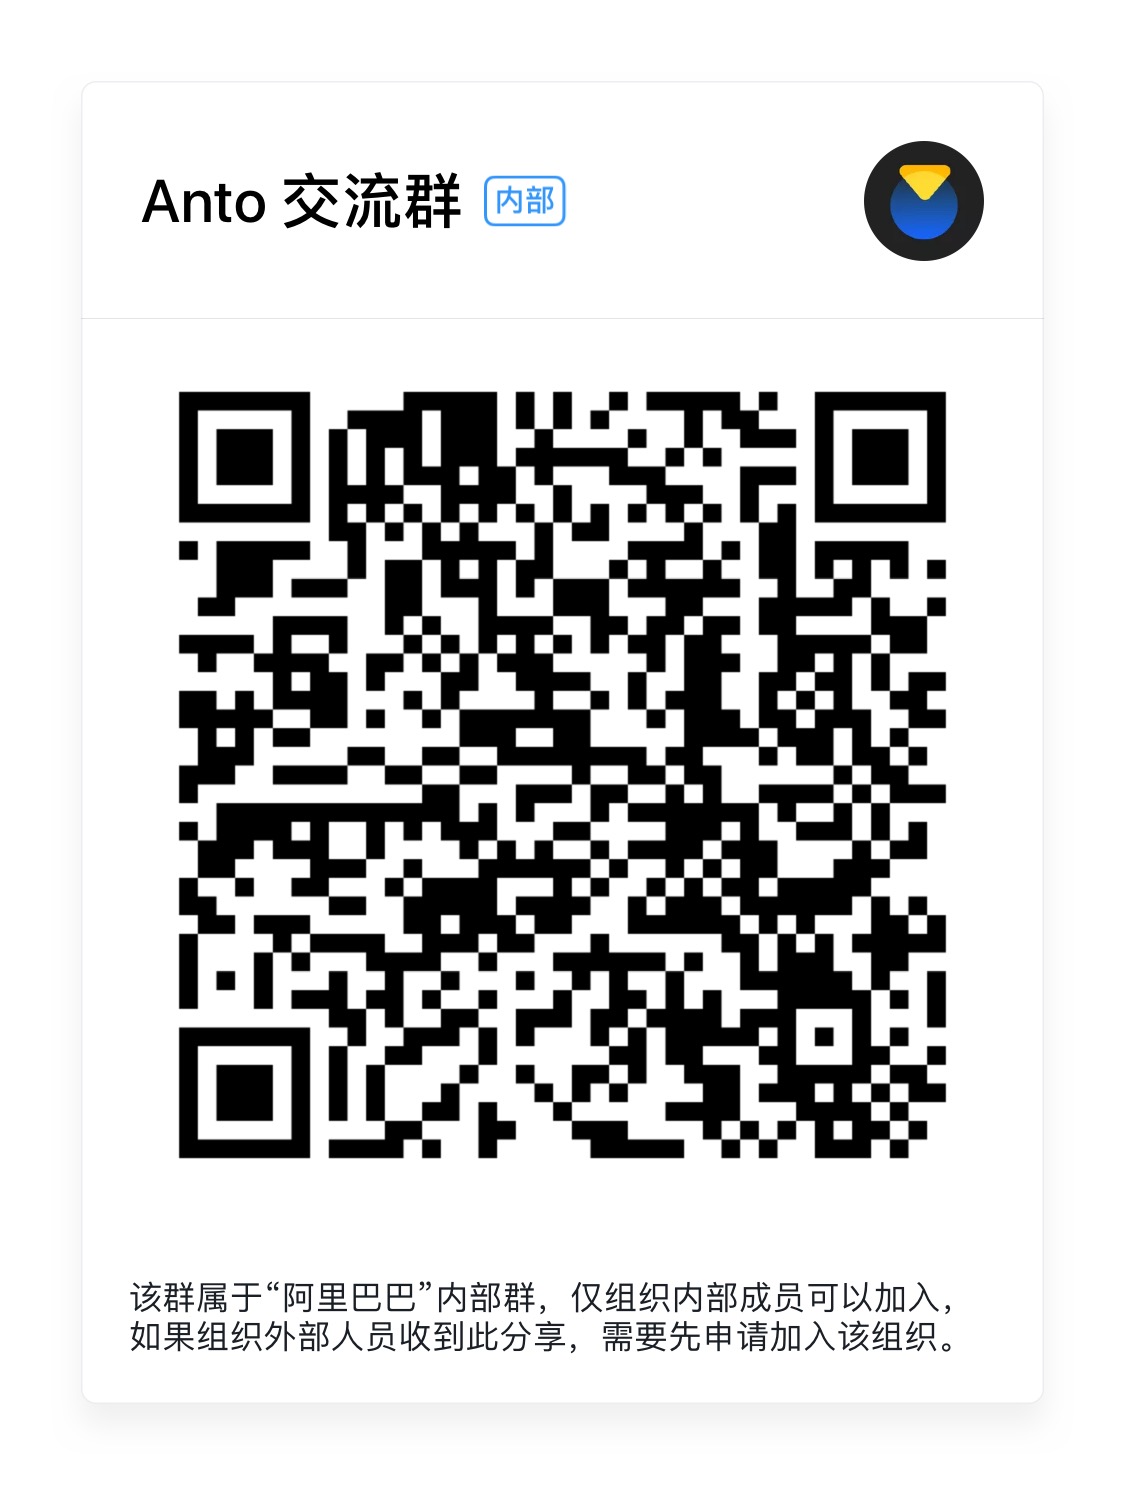 Anto 交流群 内部
该群属于“阿里巴巴”内部群，仅组织内部成员可以加入，
如果组织外部人员收到此分享，需要先申请加入该组织。